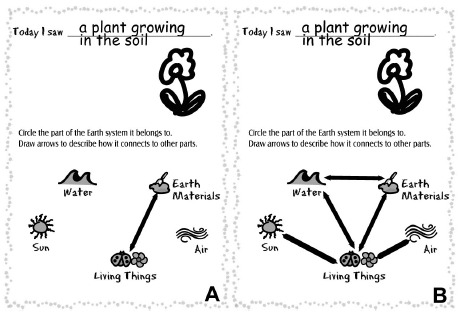 Today I saw a plant growing
in the soil.
Circle the part of the Earth system it belongs to.
Draw arrows to describe how it connects to other parts.
Water
Earth
Materials
Sun
Air
Living Things
A
Today I saw a plant growing
in the soil.
Circle the part of the Earth system it belongs to.
Draw arrows to describe how it connects to other parts.
Water
Earth
Materials
Sun
Air
Living Things
B